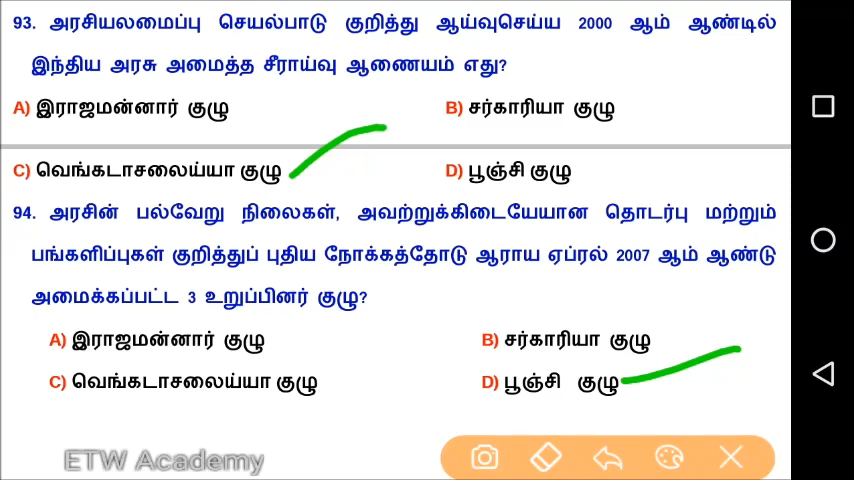 93. அரசியலமைப்பு செயல்பாடு குறித்து ஆய்வுசெய்ய 2000 ஆம் ஆண்டில்
இந்திய அரசு அமைத்த சீராய்வு ஆணையம் எது?
A) இராஜமன்னார் குழு B) சர்காரியா குழு
C) வெங்கடாசலைய்யா குழு D) பூஞ்சி குழு
94. அரசின் பல்வேறு நிலைகள், அவற்றுக்கிடையேயான தொடர்பு மற்றும்
பங்களிப்புகள் குறித்துப் புதிய நோக்கத்தோடு ஆராய ஏப்ரல் 2007 ஆம் ஆண்டு
அமைக்கப்பட்ட 3 உறுப்பினர் குழு?
A) இராஜமன்னார் குழு B) சர்காரியா குழு
C) வெங்கடாசலைய்யா குழு D) பூஞ்சி குழு
ETW Academy